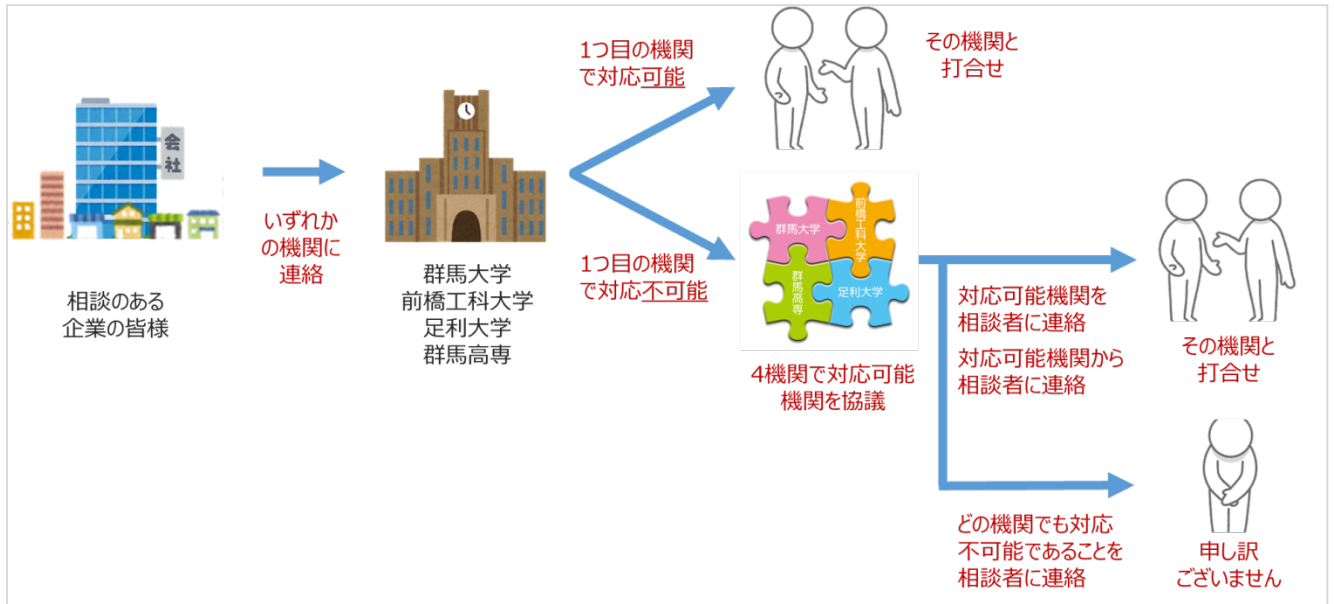 会社
相談のある
企業の皆様
いずれか
の機関に
連絡
群馬大学
前橋工科大学
足利大学
群馬高専
1つ目の機関
で対応可能
その機関と
打合せ
1つ目の機関
で対応不可能
群馬大学
前橋工科大学
群馬高専
足利大学
4機関で対応可能
機関を協議
対応可能機関を
相談者に連絡
対応可能機関から
相談者に連絡
その機関と
打合せ
どの機関でも対応
不可能であることを
相談者に連絡
申し訳
ございません